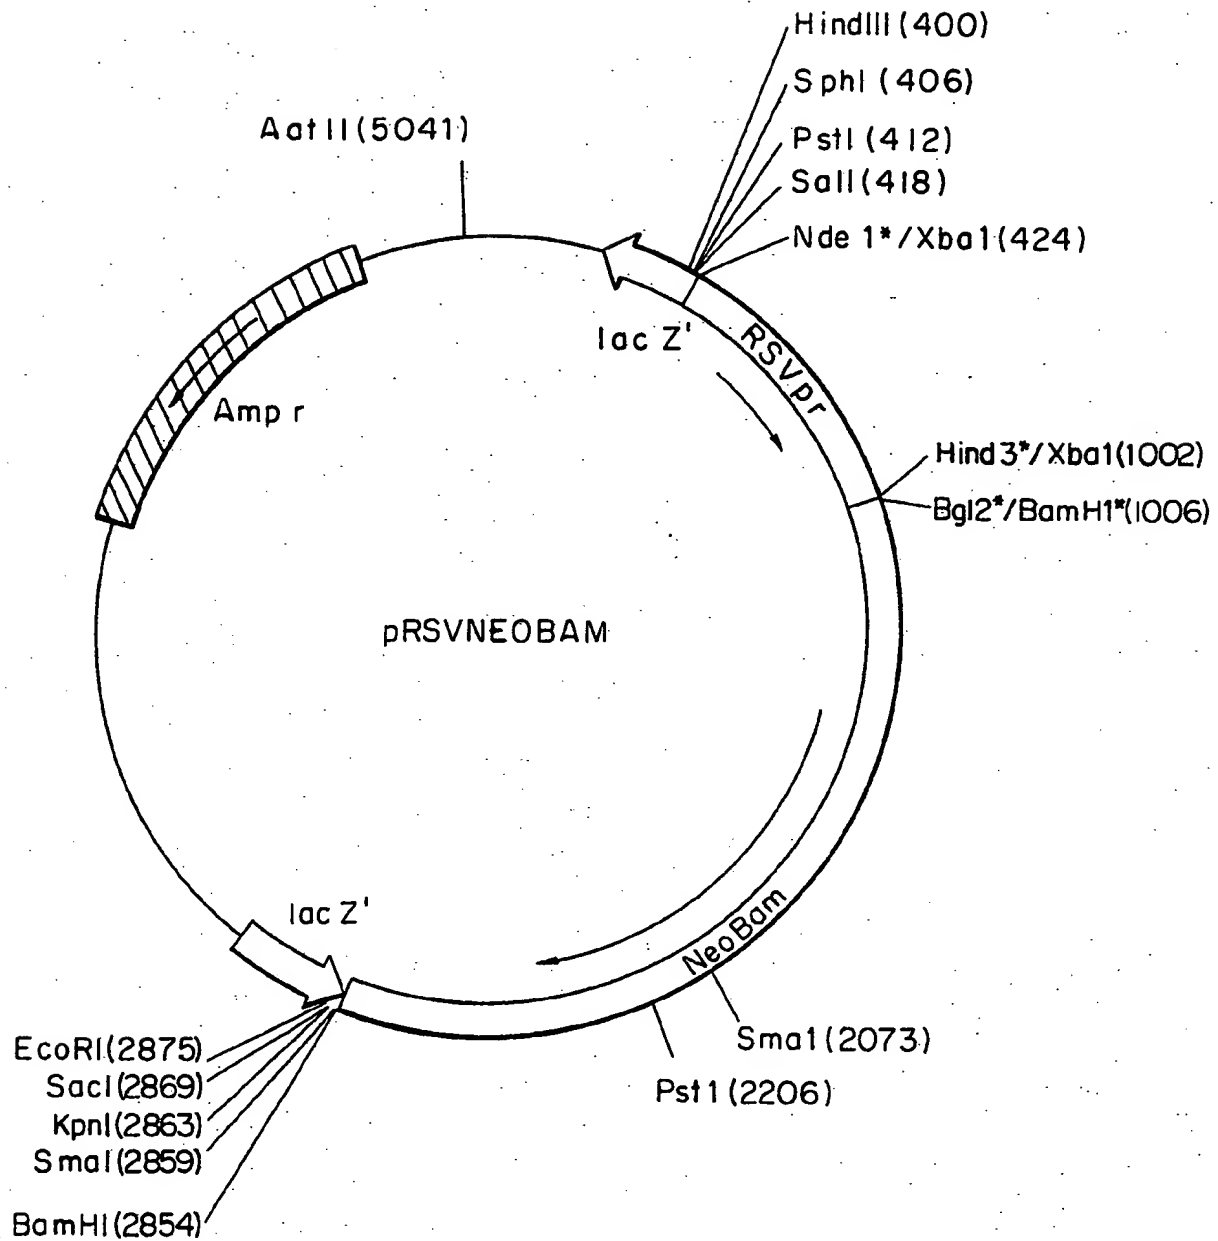 HindIII (400)
SphI (406)
AatII (5041)
PstI (412)
SalI (418)
Nde 1*/Xba1 (424)
lac Z'
RSVpr
Amp r
Hind3*/Xba1(1002)
Bgl2*/BamH1*(1006)
pRSVNEOBAM
NeoBam
lac Z'
EcoRI(2875)
SacI(2869)
KpnI(2863)
SmaI(2859)
BamHI(2854)
Sma1(2073)
Pst1(2206)